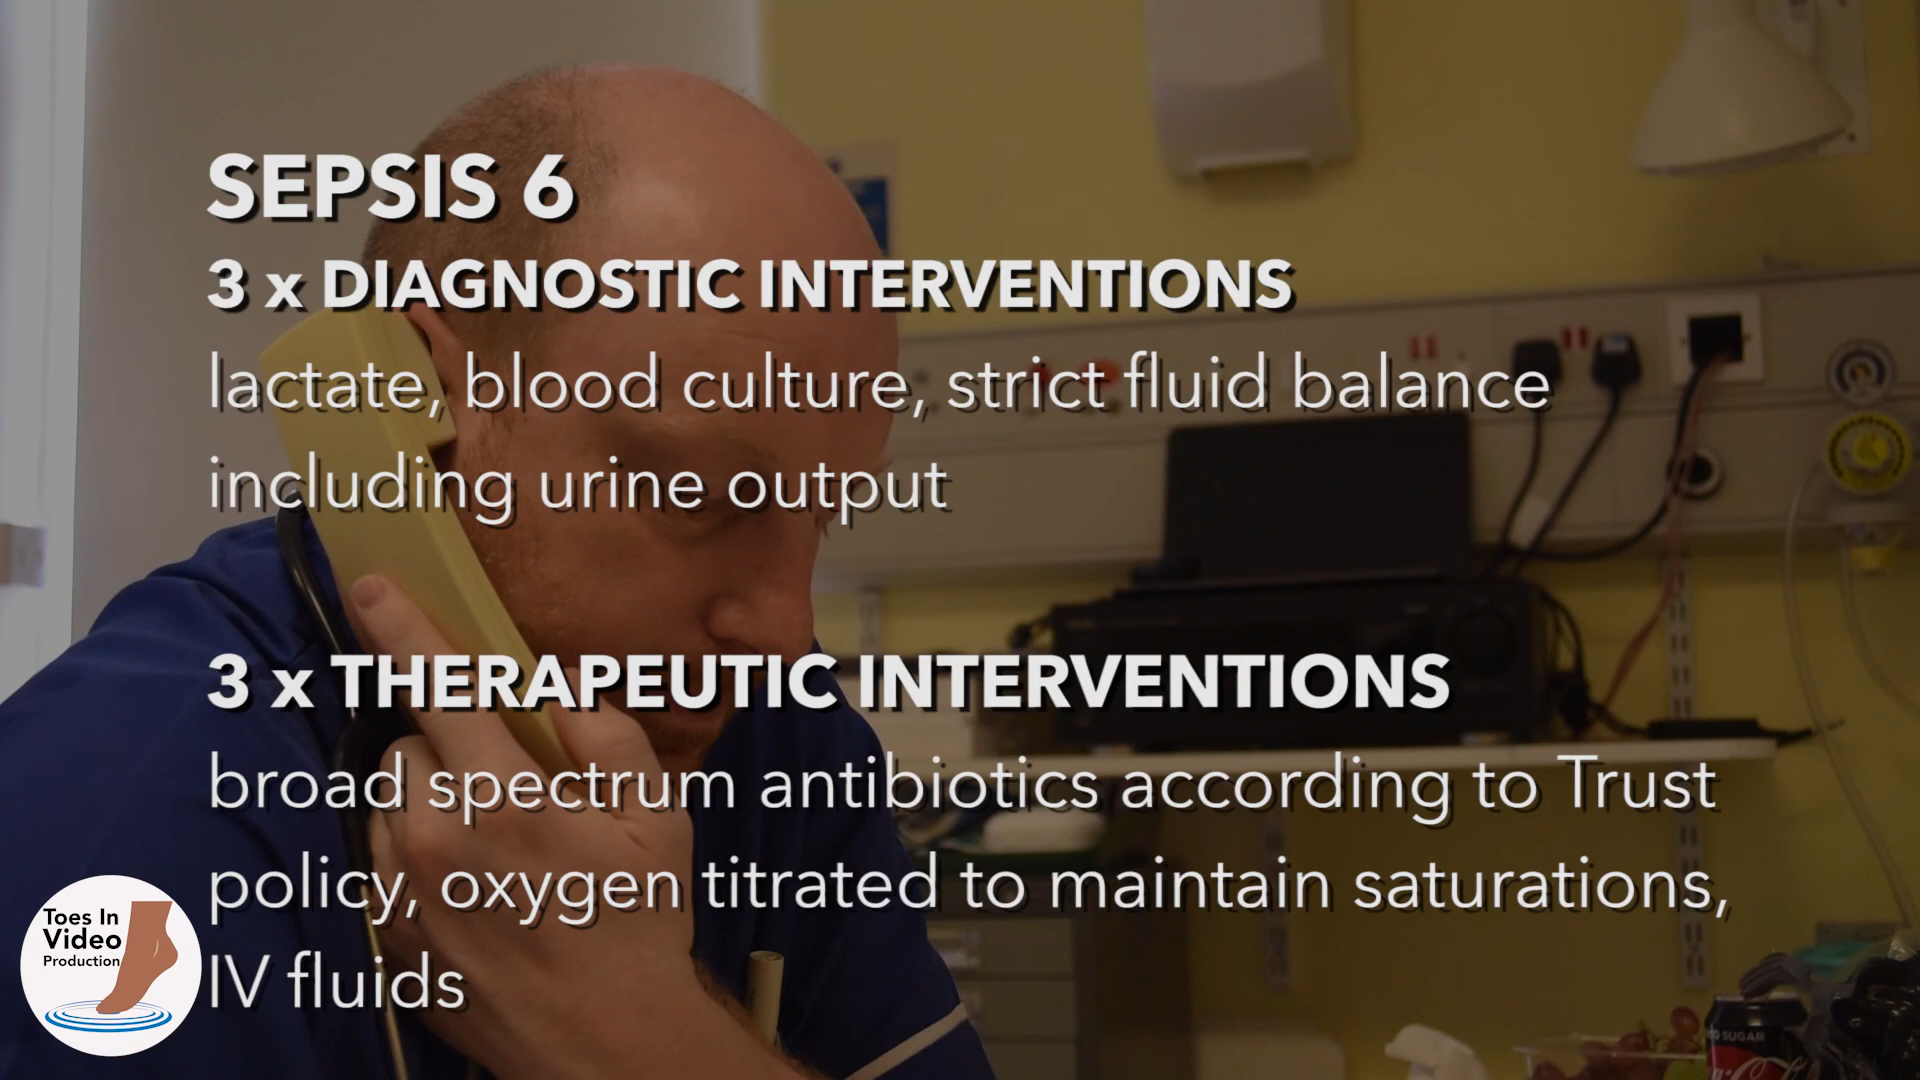 SEPSIS 6
3 x DIAGNOSTIC INTERVENTIONS
lactate, blood culture, strict fluid balance
including urine output
3 x THERAPEUTIC INTERVENTIONS
broad spectrum antibiotics according to Trust
policy, oxygen titrated to maintain saturations,
IV fluids
Toes In
Video
Production
SUGAR